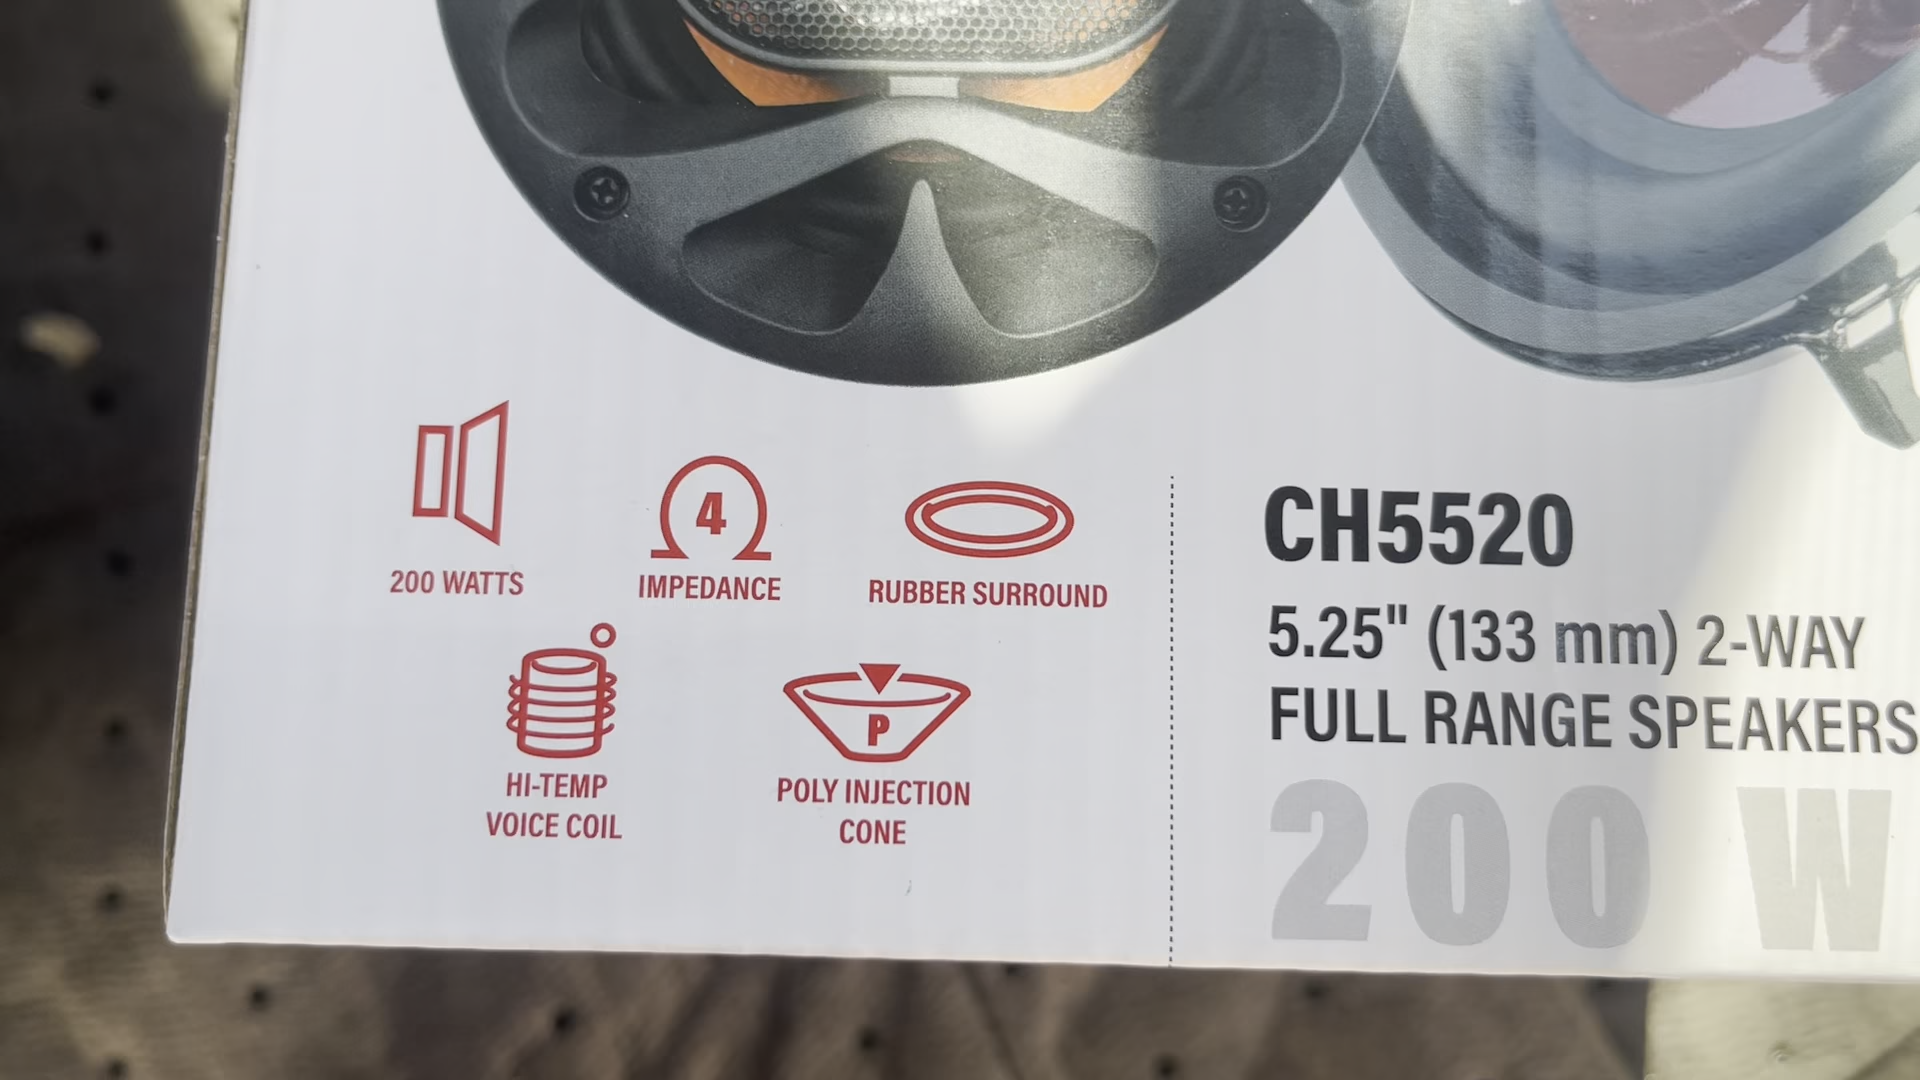 200 WATTS
4
IMPEDANCE
RUBBER SURROUND
HI-TEMP
VOICE COIL
P
POLY INJECTION
CONE
CH5520
5.25" (133 mm) 2-WAY
FULL RANGE SPEAKERS
200 W